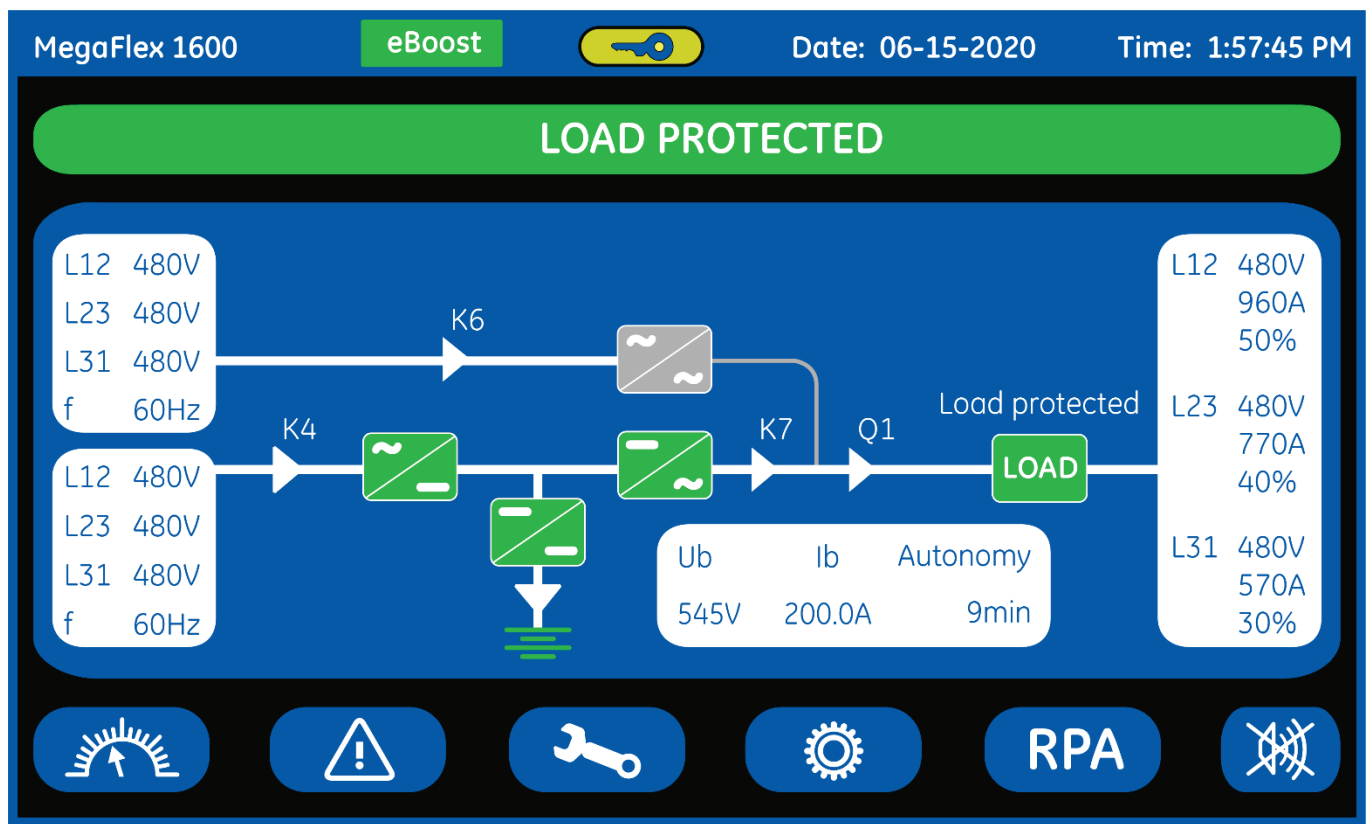 MegaFlex 1600 eBoost Date: 06-15-2020 Time: 1:57:45 PM
LOAD PROTECTED
L12 480V
L23 480V
L31 480V
f 60Hz
K6
L12 480V
L23 480V
L31 480V
f 60Hz
K4
K7
Q1
Load protected
LOAD
Ub Ib Autonomy
545V 200.0A 9min
L12 480V
960A
50%
L23 480V
770A
40%
L31 480V
570A
30%
RPA